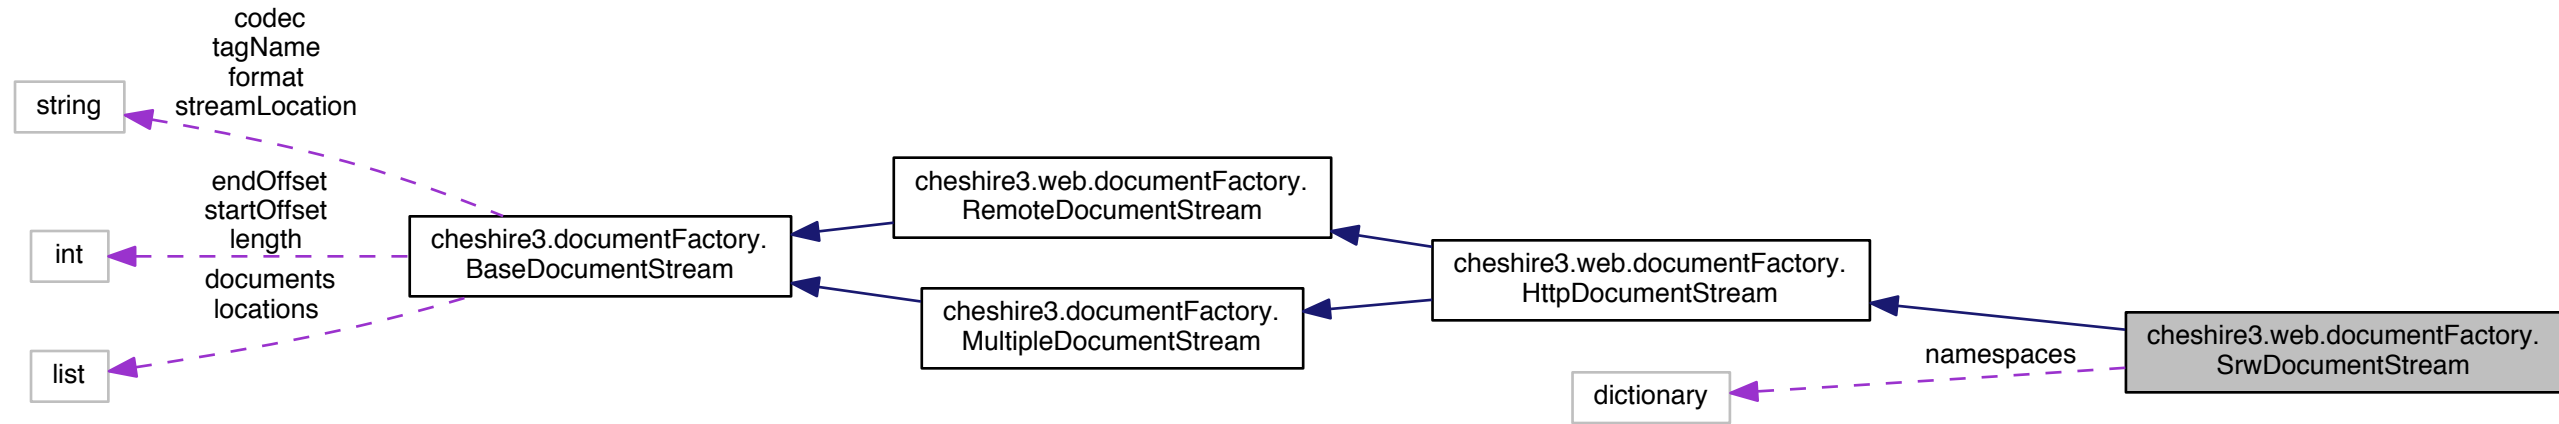 codec
tagName
format
streamLocation
string
endOffset
startOffset
length
int
documents
locations
list
cheshire3.documentFactory.
BaseDocumentStream
cheshire3.web.documentFactory.
RemoteDocumentStream
cheshire3.documentFactory.
MultipleDocumentStream
cheshire3.web.documentFactory.
HttpDocumentStream
namespaces
dictionary
cheshire3.web.documentFactory.
SrwDocumentStream